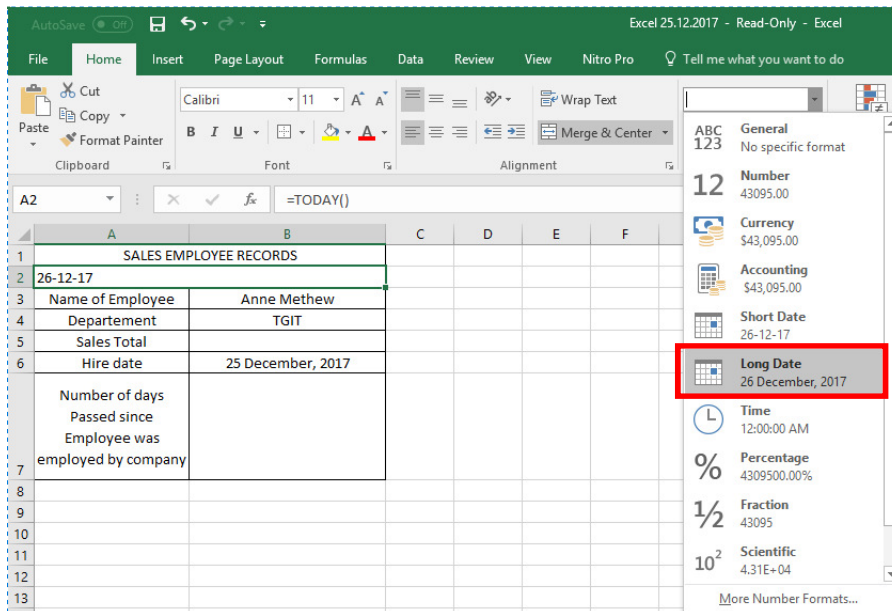 AutoSave Off
Excel 25.12.2017 - Read-Only - Excel
File Home Insert Page Layout Formulas Data Review View Nitro Pro Tell me what you want to do
Paste
Cut
Copy
Format Painter
Clipboard
Calibri 11 A A
B I U A
Font
Wrap Text
Merge & Center
Alignment
A2 fx =TODAY()
A B C D E F
1 SALES EMPLOYEE RECORDS
2 26-12-17
3 Name of Employee Anne Methew
4 Departement TGIT
5 Sales Total
6 Hire date 25 December, 2017
Number of days
Passed since
Employee was
7 employed by company
8
9
10
11
12
13
ABC
123
General
No specific format
12
Number
43095.00
Currency
$43,095.00
Accounting
$43,095.00
Short Date
26-12-17
Long Date
26 December, 2017
Time
12:00:00 AM
%
Percentage
4309500.00%
1/2
Fraction
43095
10²
Scientific
4.31E+04
More Number Formats...